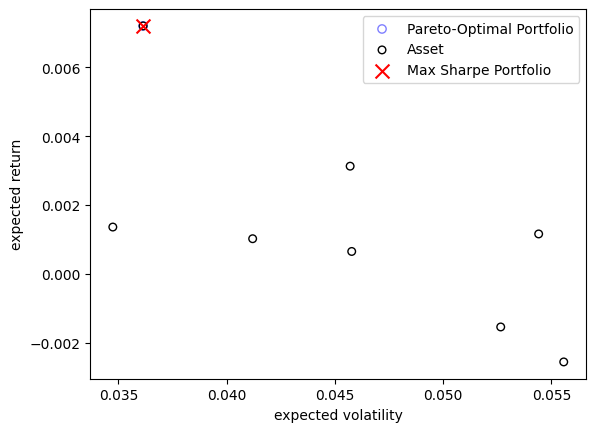 Pareto-Optimal Portfolio
Asset
Max Sharpe Portfolio
expected return
0.006
0.004
0.002
0.000
−0.002
0.035 0.040 0.045 0.050 0.055
expected volatility